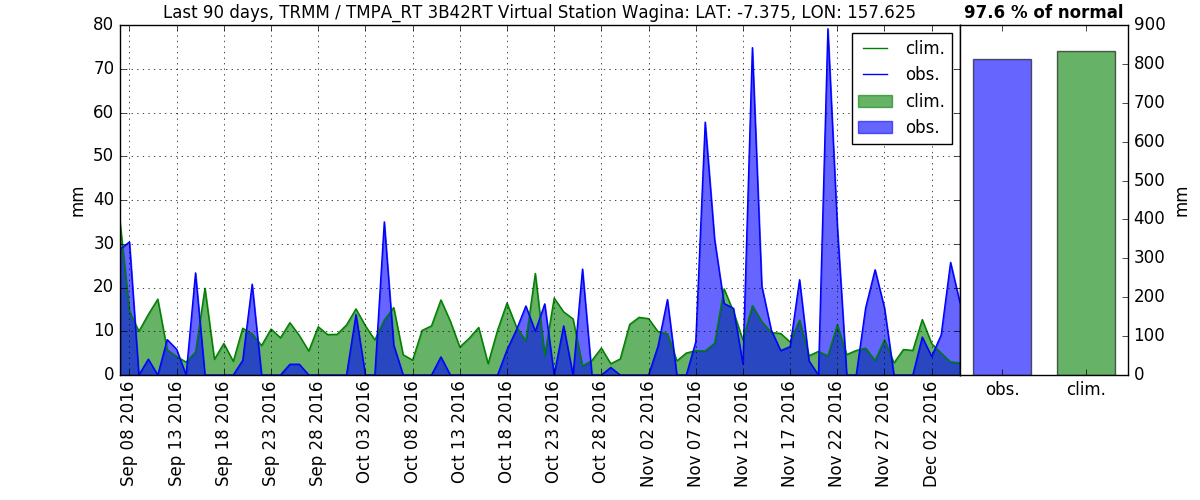 Last 90 days, TRMM / TMPA_RT 3B42RT Virtual Station Wagina: LAT: -7.375, LON: 157.625
97.6 % of normal
80
70
60
50
40
30
20
10
0
mm
clim.
obs.
clim.
obs.
900
800
700
600
500
400
300
200
100
0
mm
obs.
clim.
Sep 08 2016
Sep 13 2016
Sep 18 2016
Sep 23 2016
Sep 28 2016
Oct 03 2016
Oct 08 2016
Oct 13 2016
Oct 18 2016
Oct 23 2016
Oct 28 2016
Nov 02 2016
Nov 07 2016
Nov 12 2016
Nov 17 2016
Nov 22 2016
Nov 27 2016
Dec 02 2016